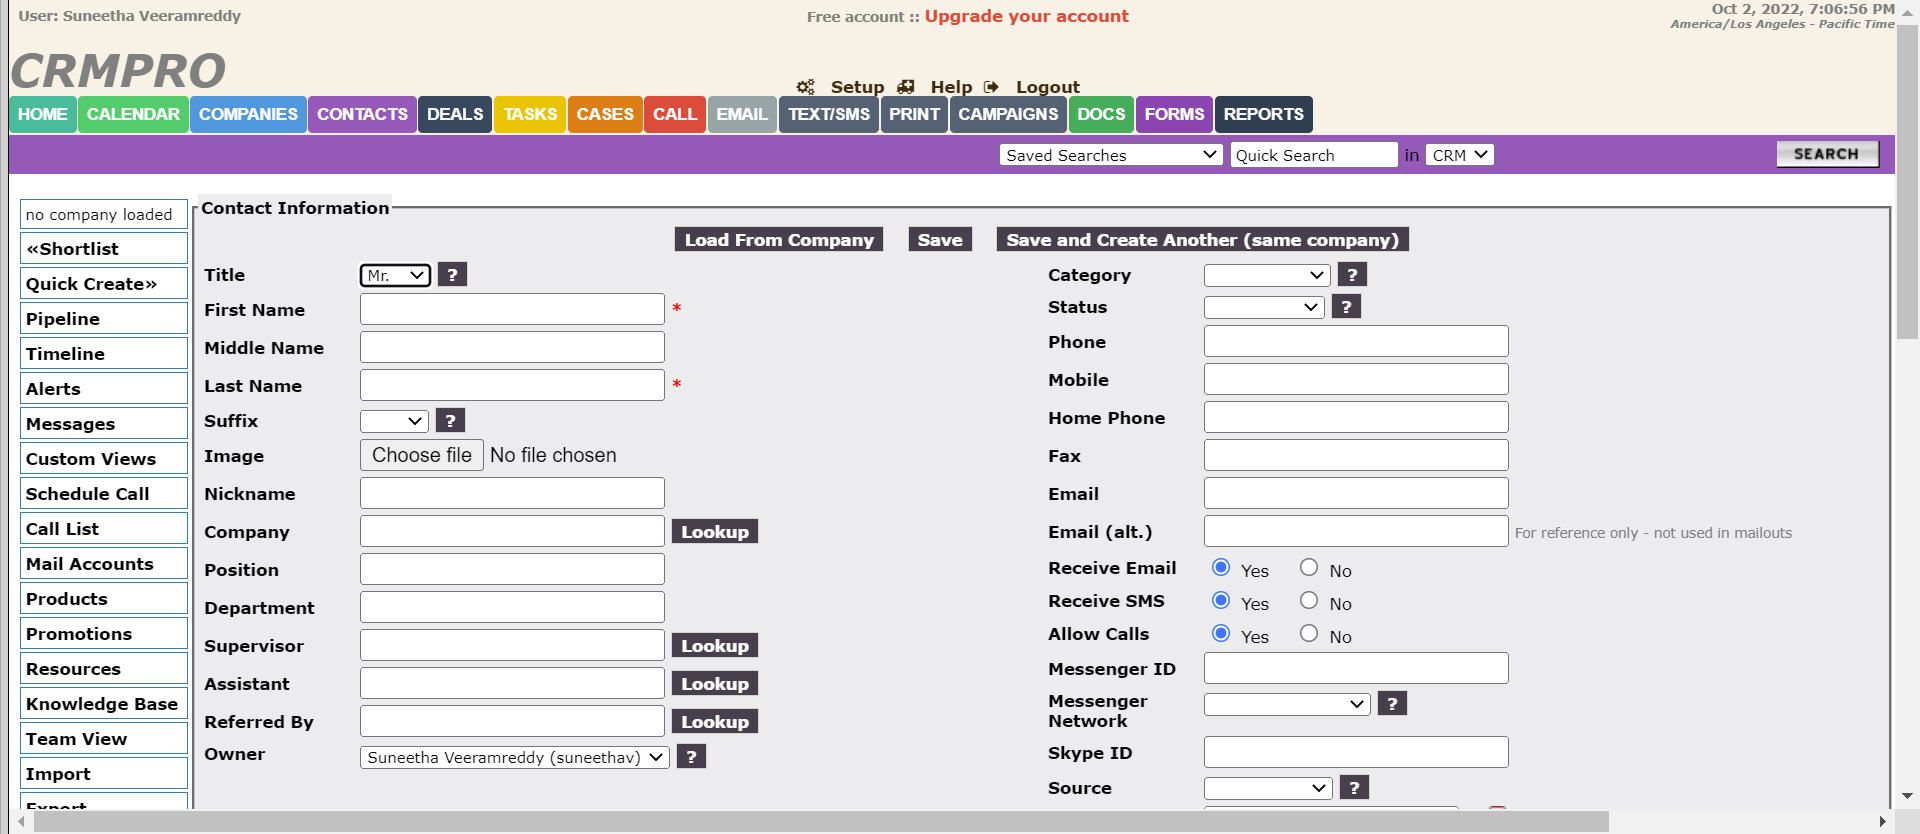 User: Suneetha Veeramreddy
Free account :: Upgrade your account
Oct 2, 2022, 7:06:56 PM
America/Los Angeles - Pacific Time
CRMPRO
Setup Help Logout
HOME CALENDAR COMPANIES CONTACTS DEALS TASKS CASES CALL EMAIL TEXT/SMS PRINT CAMPAIGNS DOCS FORMS REPORTS
Saved Searches Quick Search in CRM SEARCH
no company loaded
«Shortlist
Quick Create»
Pipeline
Timeline
Alerts
Messages
Custom Views
Schedule Call
Call List
Mail Accounts
Products
Promotions
Resources
Knowledge Base
Team View
Import
Export
Contact Information
Load From Company Save Save and Create Another (same company)
Title Mr. ?
First Name *
Middle Name
Last Name *
Suffix ?
Image Choose file No file chosen
Nickname
Company Lookup
Position
Department
Supervisor Lookup
Assistant Lookup
Referred By Lookup
Owner Suneetha Veeramreddy (suneethav) ?
Category ?
Status ?
Phone
Mobile
Home Phone
Fax
Email
Email (alt.) For reference only - not used in mailouts
Receive Email Yes No
Receive SMS Yes No
Allow Calls Yes No
Messenger ID
Messenger
Network ?
Skype ID
Source ?